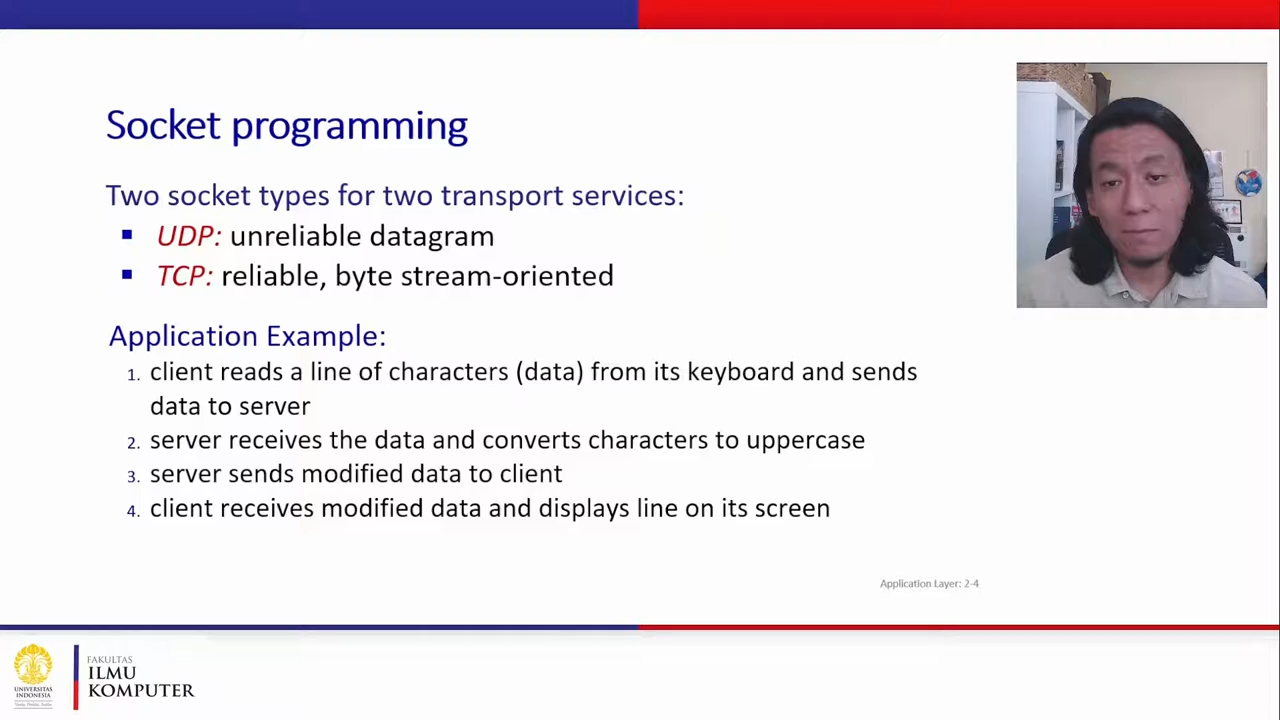 Socket programming
Two socket types for two transport services:
▪ UDP: unreliable datagram
▪ TCP: reliable, byte stream-oriented
Application Example:
1. client reads a line of characters (data) from its keyboard and sends
data to server
2. server receives the data and converts characters to uppercase
3. server sends modified data to client
4. client receives modified data and displays line on its screen
Application Layer: 2-4
UNIVERSITAS
INDONESIA
FAKULTAS
ILMU
KOMPUTER